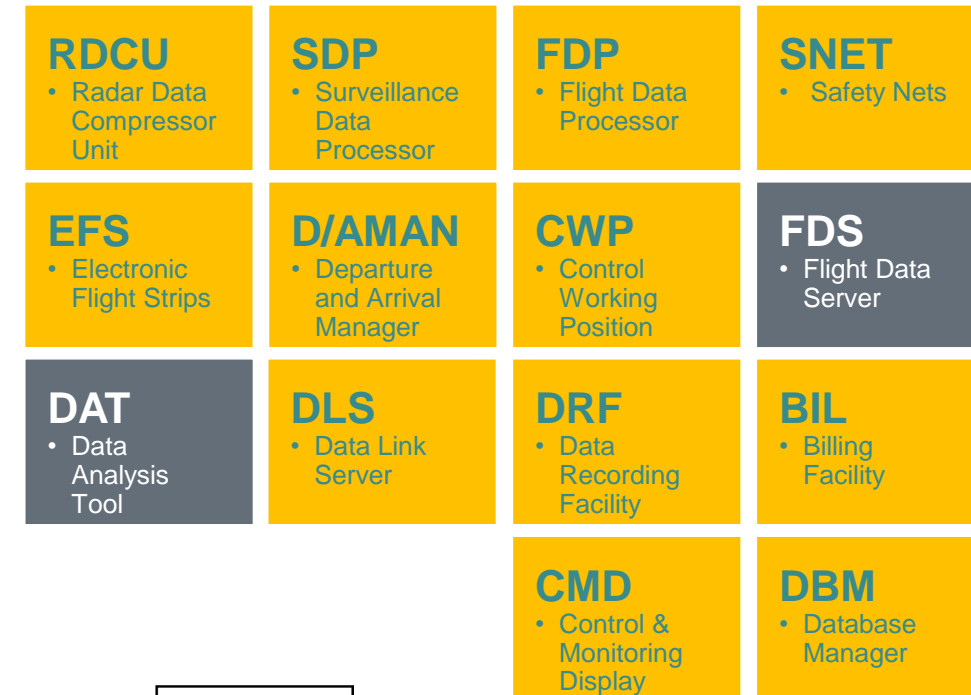 RDCU
• Radar Data
Compressor
Unit
SDP
• Surveillance
Data
Processor
FDP
• Flight Data
Processor
SNET
• Safety Nets
EFS
• Electronic
Flight Strips
D/AMAN
• Departure
and Arrival
Manager
CWP
• Control
Working
Position
FDS
• Flight Data
Server
DAT
• Data
Analysis
Tool
DLS
• Data Link
Server
DRF
• Data
Recording
Facility
BIL
• Billing
Facility
CMD
• Control &
Monitoring
Display
DBM
• Database
Manager